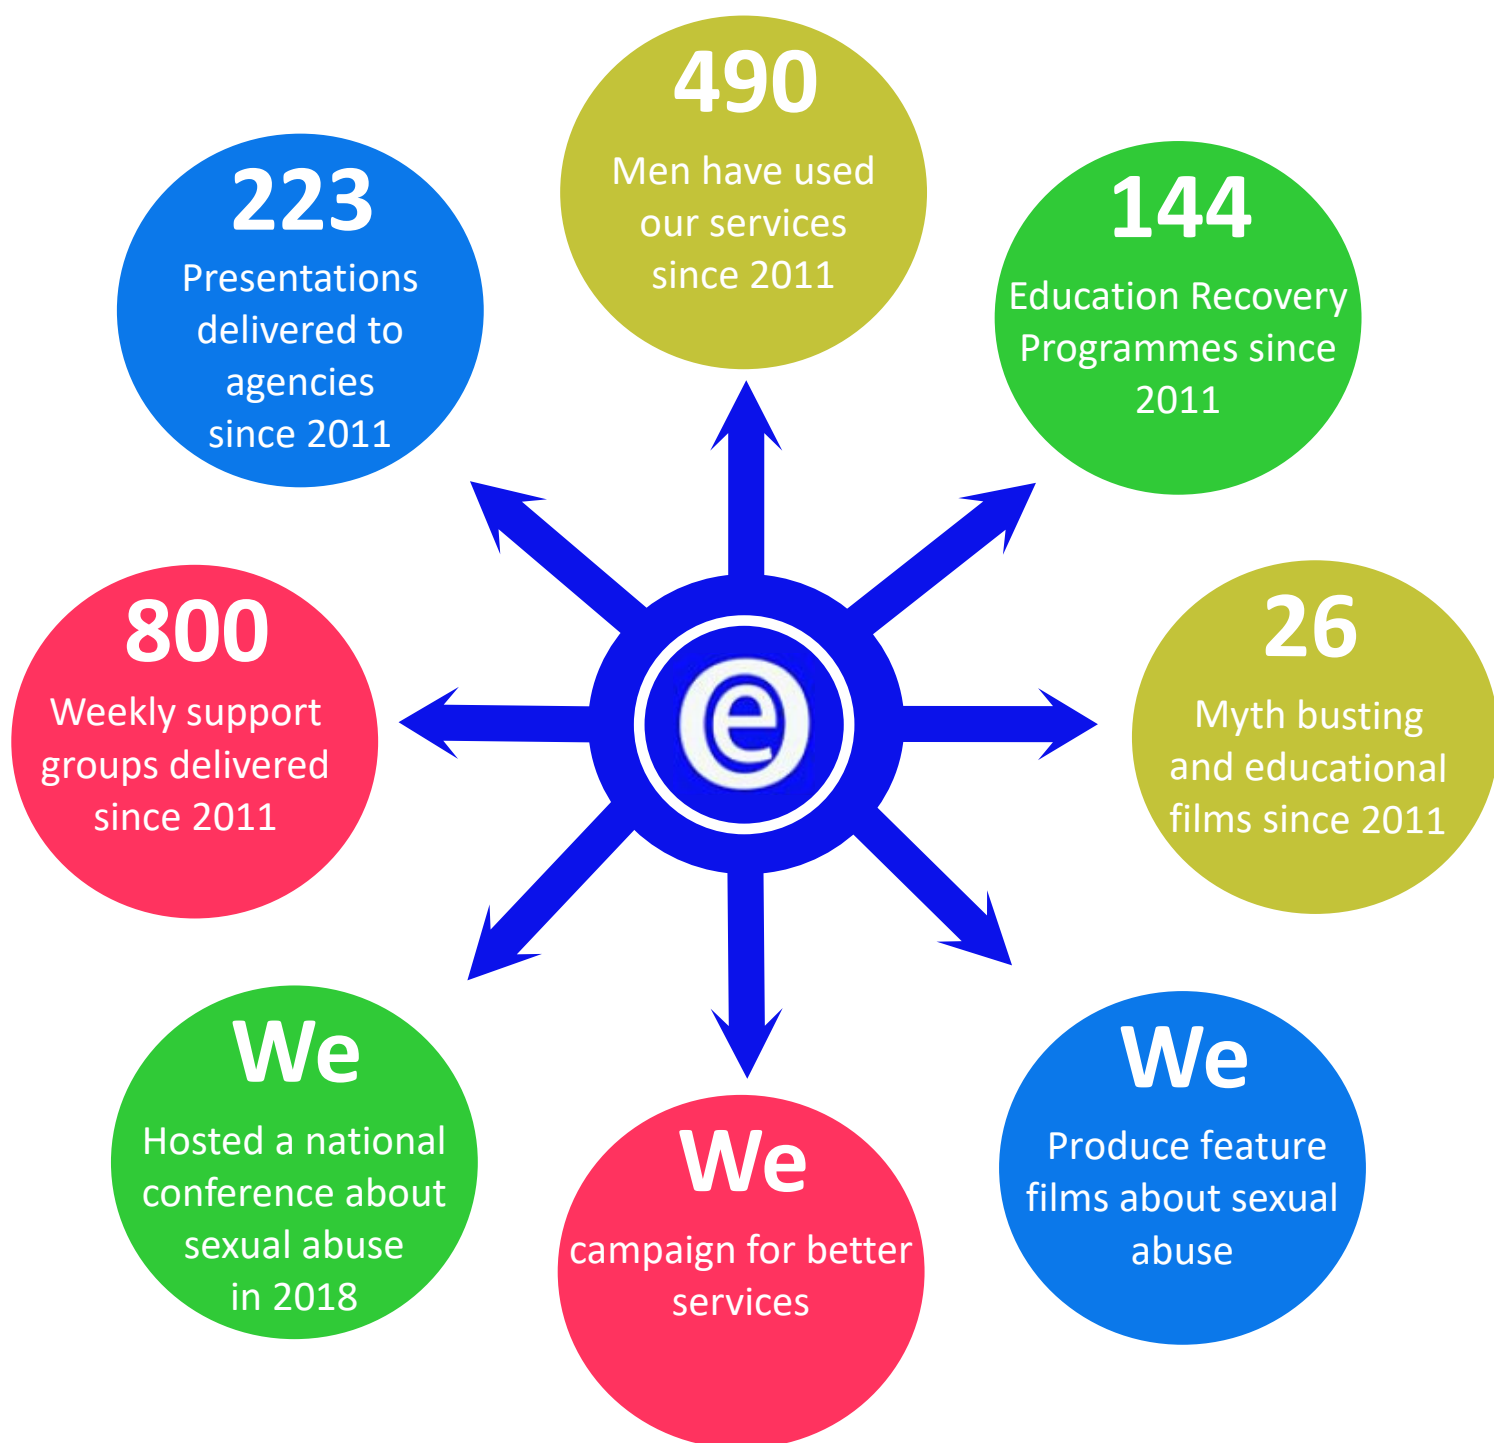 490
Men have used
our services
since 2011
223
Presentations
delivered to
agencies
since 2011
144
Education Recovery
Programmes since
2011
800
Weekly support
groups delivered
since 2011
e
26
Myth busting
and educational
films since 2011
We
Hosted a national
conference about
sexual abuse
in 2018
We
campaign for better
services
We
Produce feature
films about sexual
abuse